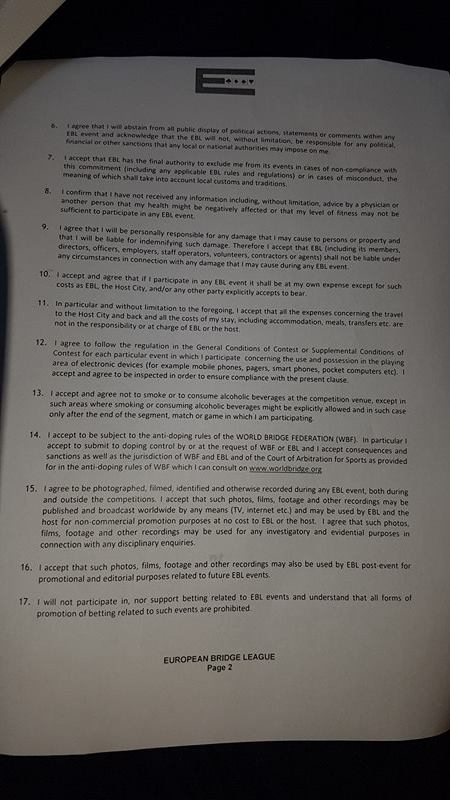 6. I agree that I will abstain from all public display of political actions, statements or comments within any
EBL event and acknowledge that the EBL will not, without limitation, be responsible for any political,
financial or other sanctions that any local or national authorities may impose on me.
7. I accept that EBL has the final authority to exclude me from its events in cases of non-compliance with
this commitment (including any applicable EBL rules and regulations) or in cases of misconduct, the
meaning of which shall take into account local customs and traditions.
8. I confirm that I have not received any information including, without limitation, advice by a physician or
another person that my health might be negatively affected or that my level of fitness may not be
sufficient to participate in any EBL event.
9. I agree that I will be personally responsible for any damage that I may cause to persons or property and
that I will be liable for indemnifying such damage. Therefore I accept that EBL (including its members,
directors, officers, employers, staff operators, volunteers, contractors or agents) shall not be liable under
any circumstances in connection with any damage that I may cause during any EBL event.
10. I accept and agree that if I participate in any EBL event it shall be at my own expense except for such
costs as EBL, the Host City, and/or any other party explicitly accepts to bear.
11. In particular and without limitation to the foregoing, I accept that all the expenses concerning the travel
to the Host City and back and all the costs of my stay, including accommodation, meals, transfers etc. are
not in the responsibility or at charge of EBL or the host.
12. I agree to follow the regulation in the General Conditions of Contest or Supplemental Conditions of
Contest for each particular event in which I participate concerning the use and possession in the playing
area of electronic devices (for example mobile phones, pagers, smart phones, pocket computers etc). I
accept and agree to be inspected in order to ensure compliance with the present clause.
13. I accept and agree not to smoke or to consume alcoholic beverages at the competition venue, except in
such areas where smoking or consuming alcoholic beverages might be explicitly allowed and in such case
only after the end of the segment, match or game in which I am participating.
14. I accept to be subject to the anti-doping rules of the WORLD BRIDGE FEDERATION (WBF). In particular I
accept to submit to doping control by or at the request of WBF or EBL and I accept consequences and
sanctions as well as the jurisdiction of WBF and EBL and of the Court of Arbitration for Sports as provided
for in the anti-doping rules of WBF which I can consult on www.worldbridge.org
15. I agree to be photographed, filmed, identified and otherwise recorded during any EBL event, both during
and outside the competitions. I accept that such photos, films, footage and other recordings may be
published and broadcast worldwide by any means (TV, internet etc.) and may be used by EBL and the
host for non-commercial promotion purposes at no cost to EBL or the host. I agree that such photos,
films, footage and other recordings may be used for any investigatory and evidential purposes in
connection with any disciplinary enquiries.
16. I accept that such photos, films, footage and other recordings may also be used by EBL post-event for
promotional and editorial purposes related to future EBL events.
17. I will not participate in, nor support betting related to EBL events and understand that all forms of
promotion of betting related to such events are prohibited.
EUROPEAN BRIDGE LEAGUE
Page 2